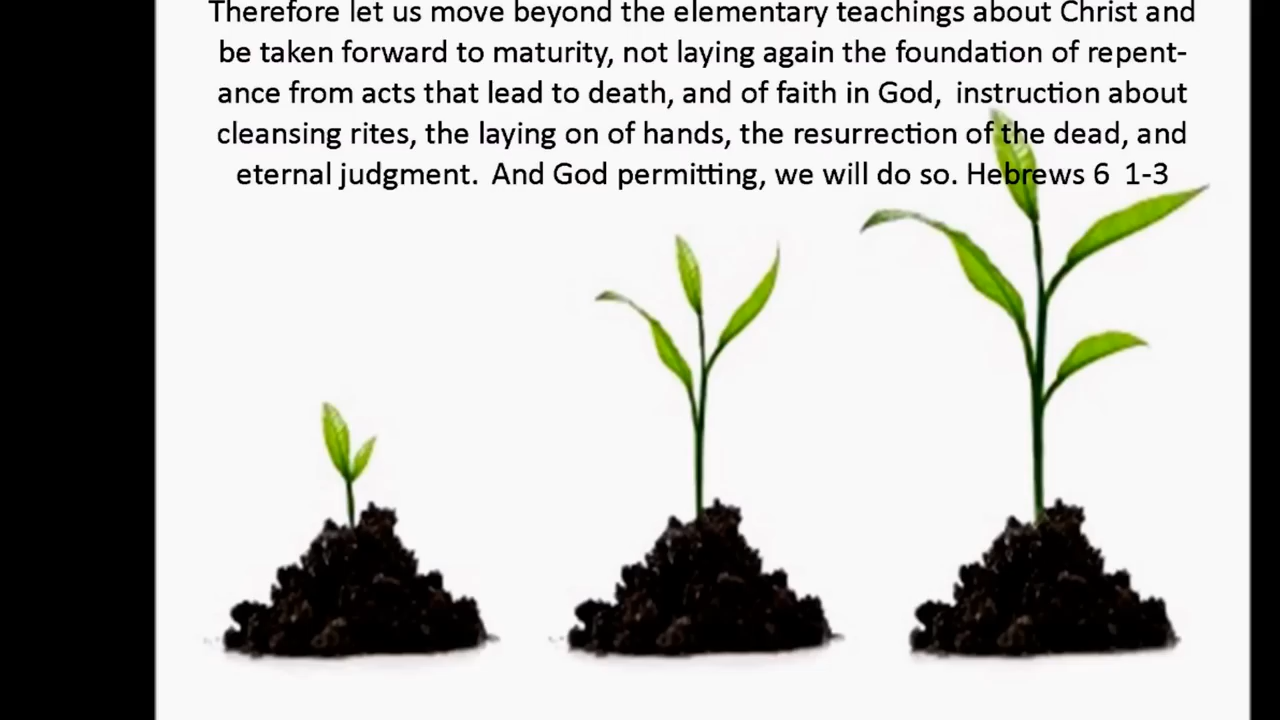 Therefore let us move beyond the elementary teachings about Christ and
be taken forward to maturity, not laying again the foundation of repent-
ance from acts that lead to death, and of faith in God,  instruction about
cleansing rites, the laying on of hands, the resurrection of the dead, and
eternal judgment.  And God permitting, we will do so. Hebrews 6  1-3